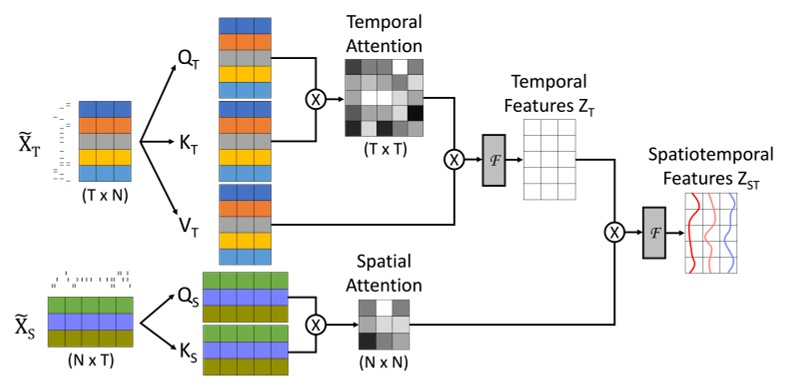 Temporal
Attention
Q_T
X̃_T
K_T
(T x N)
V_T
X
(T x T)
X
ℱ
Temporal
Features Z_T
Spatiotemporal
Features Z_ST
X
ℱ
Spatial
Attention
X̃_S
Q_S
K_S
(N x T)
X
(N x N)